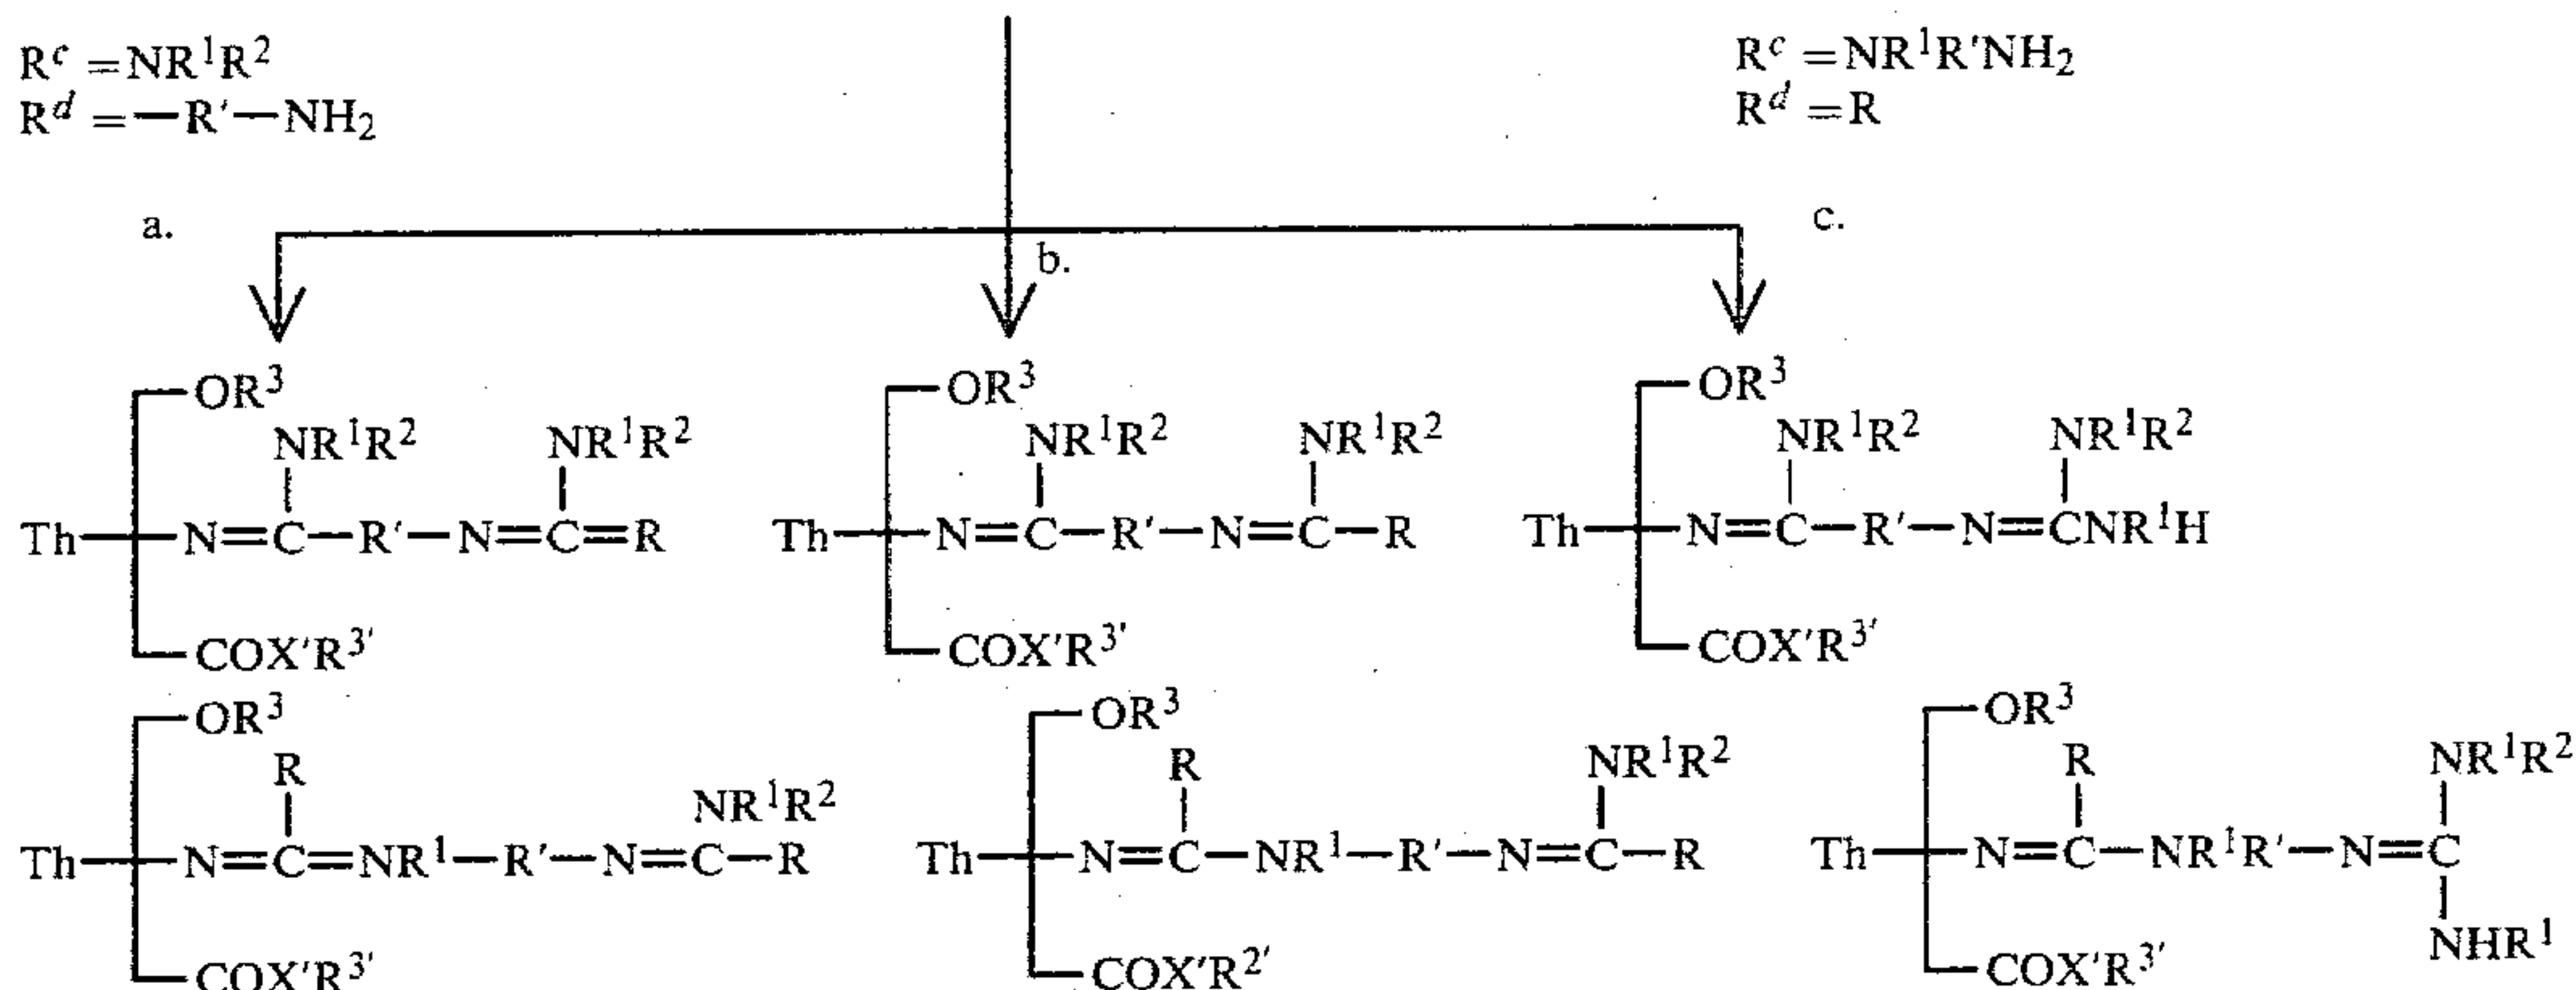 Rᶜ =NR¹R²
Rᵈ =—R'—NH₂
Rᶜ =NR¹R'NH₂
Rᵈ =R
a.
b.
c.
OR³
NR¹R² NR¹R²
Th—N=C—R'—N=C=R
COX'R³'
OR³
NR¹R² NR¹R²
Th—N=C—R'—N=C—R
COX'R³'
OR³
NR¹R² NR¹R²
Th—N=C—R'—N=CNR¹H
COX'R³'
OR³
R
NR¹R²
Th—N=C=NR¹—R'—N=C—R
COX'R³'
OR³
R NR¹R²
Th—N=C—NR¹—R'—N=C—R
COX'R²'
OR³
R NR¹R²
Th—N=C—NR¹R'—N=C
NHR¹
COX'R³'